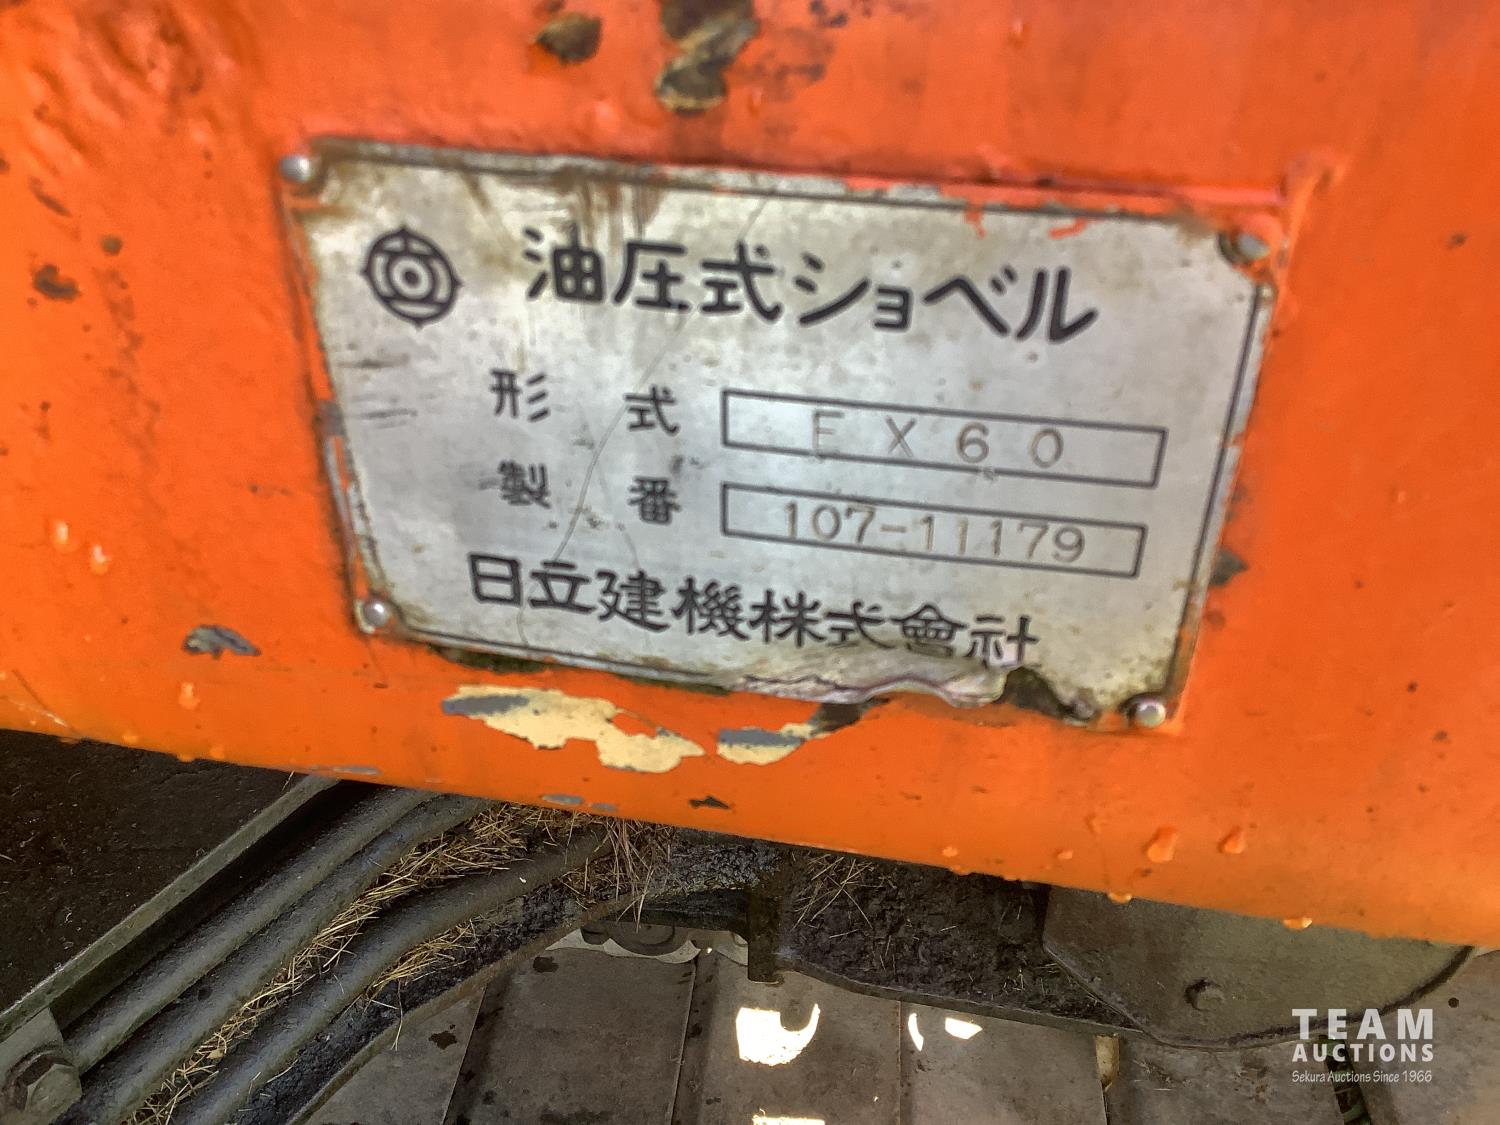 油圧式ショベル
形 式 EX60
製 番 107-11179
日立建機株式會社
TEAM
AUCTIONS
Sekura Auctions Since 1966